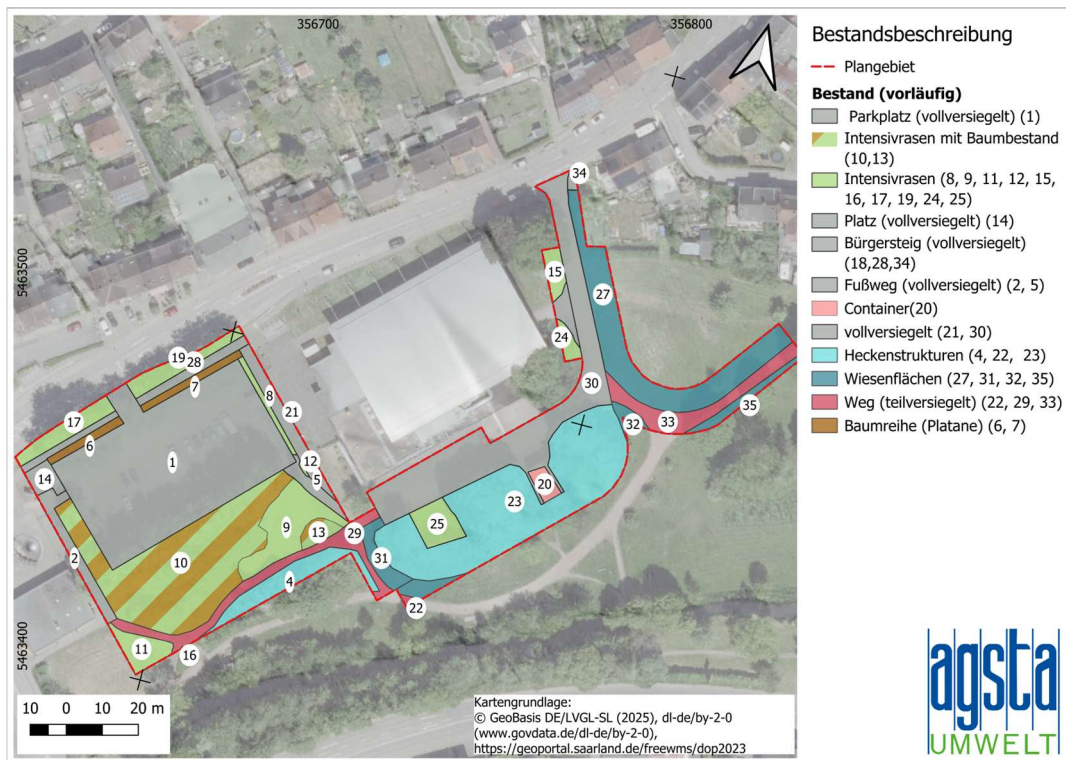 356700
356800
5463500
5463400
34
15
27
24
30
32
33
35
19
28
7
17
6
8
21
1
14
12
5
20
23
25
9
13
29
2
10
31
4
22
11
16
10 0 10 20 m
Kartengrundlage:
© GeoBasis DE/LVGL-SL (2025), dl-de/by-2-0
(www.govdata.de/dl-de/by-2-0),
https://geoportal.saarland.de/freewms/dop2023
Bestandsbeschreibung
Plangebiet
Bestand (vorläufig)
Parkplatz (vollversiegelt) (1)
Intensivrasen mit Baumbestand
(10,13)
Intensivrasen (8, 9, 11, 12, 15,
16, 17, 19, 24, 25)
Platz (vollversiegelt) (14)
Bürgersteig (vollversiegelt)
(18,28,34)
Fußweg (vollversiegelt) (2, 5)
Container(20)
vollversiegelt (21, 30)
Heckenstrukturen (4, 22, 23)
Wiesenflächen (27, 31, 32, 35)
Weg (teilversiegelt) (22, 29, 33)
Baumreihe (Platane) (6, 7)
agsta
UMWELT